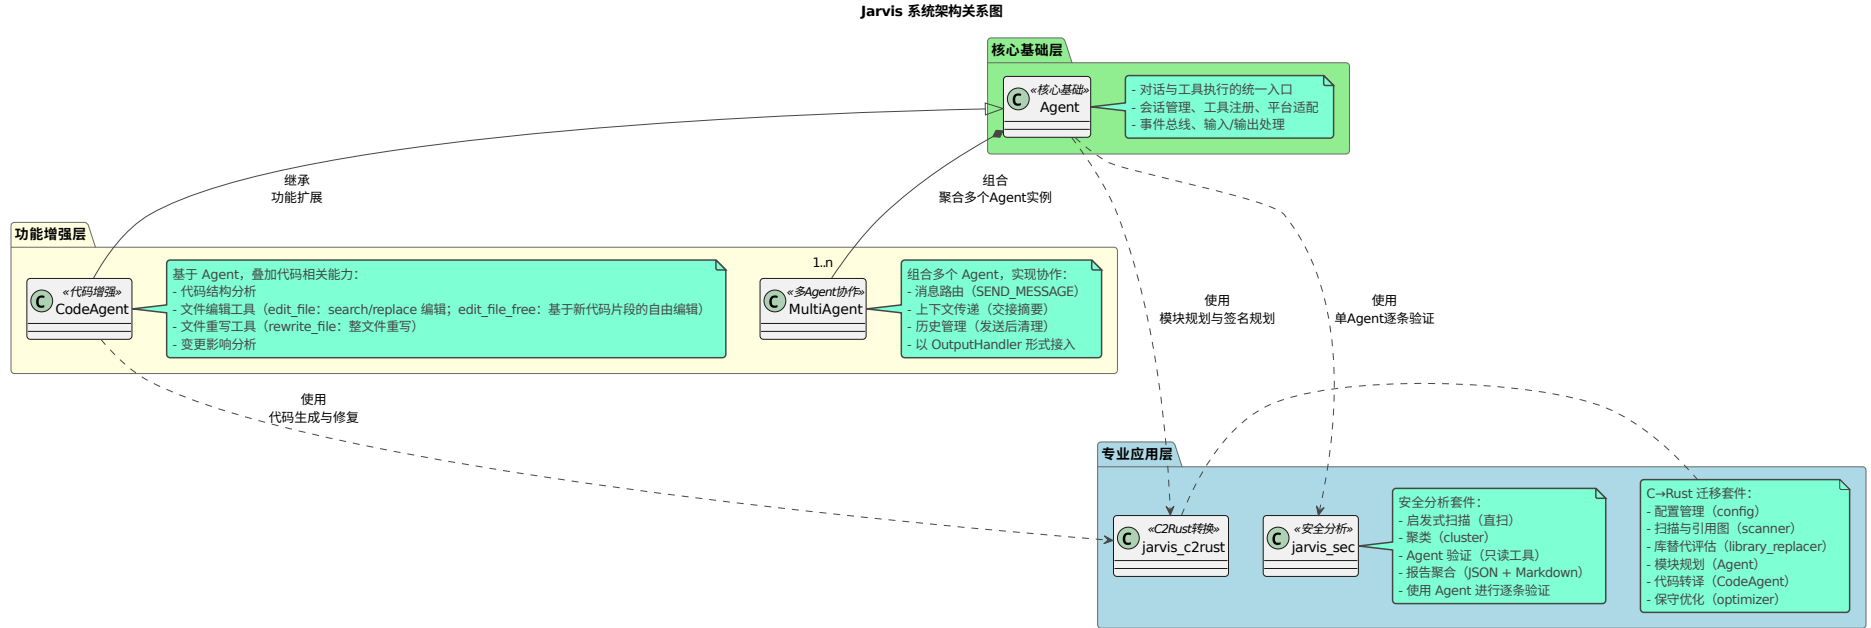 Jarvis 系统架构关系图
核心基础层
«核心基础»
C
Agent
- 对话与工具执行的统一入口
- 会话管理、工具注册、平台适配
- 事件总线、输入/输出处理
继承
功能扩展
组合
聚合多个Agent实例
功能增强层
«代码增强»
C
CodeAgent
基于 Agent，叠加代码相关能力：
- 代码结构分析
- 文件编辑工具（edit_file：search/replace 编辑；edit_file_free：基于新代码片段的自由编辑）
- 文件重写工具（rewrite_file：整文件重写）
- 变更影响分析
1..n
«多Agent协作»
C
MultiAgent
组合多个 Agent，实现协作：
- 消息路由（SEND_MESSAGE）
- 上下文传递（交接摘要）
- 历史管理（发送后清理）
- 以 OutputHandler 形式接入
使用
模块规划与签名规划
使用
单Agent逐条验证
使用
代码生成与修复
专业应用层
«C2Rust转换»
C
jarvis_c2rust
«安全分析»
C
jarvis_sec
安全分析套件：
- 启发式扫描（直扫）
- 聚类（cluster）
- Agent 验证（只读工具）
- 报告聚合（JSON + Markdown）
- 使用 Agent 进行逐条验证
C→Rust 迁移套件：
- 配置管理（config）
- 扫描与引用图（scanner）
- 库替代评估（library_replacer）
- 模块规划（Agent）
- 代码转译（CodeAgent）
- 保守优化（optimizer）